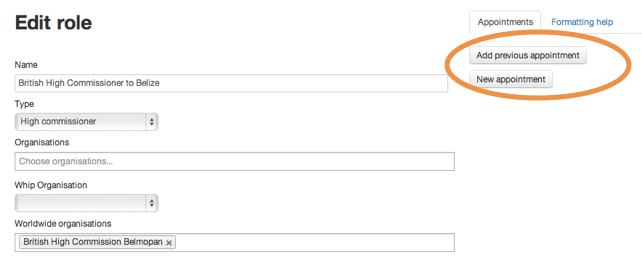 Edit role
Appointments
Formatting help
Add previous appointment
New appointment
Name
British High Commissioner to Belize
Type
High commissioner
Organisations
Choose organisations...
Whip Organisation
Worldwide organisations
British High Commission Belmopan ×